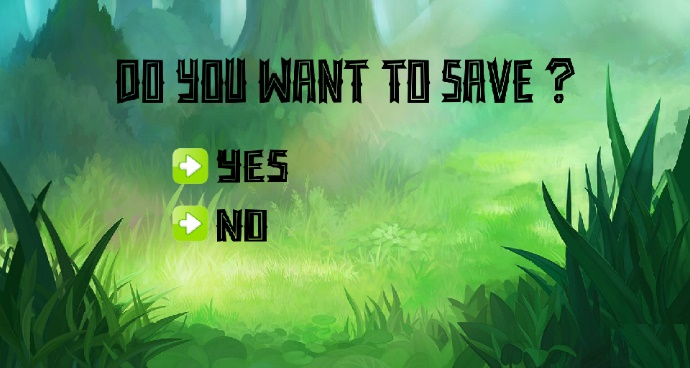 DO YOU WANT TO SAVE ?
YES
NO